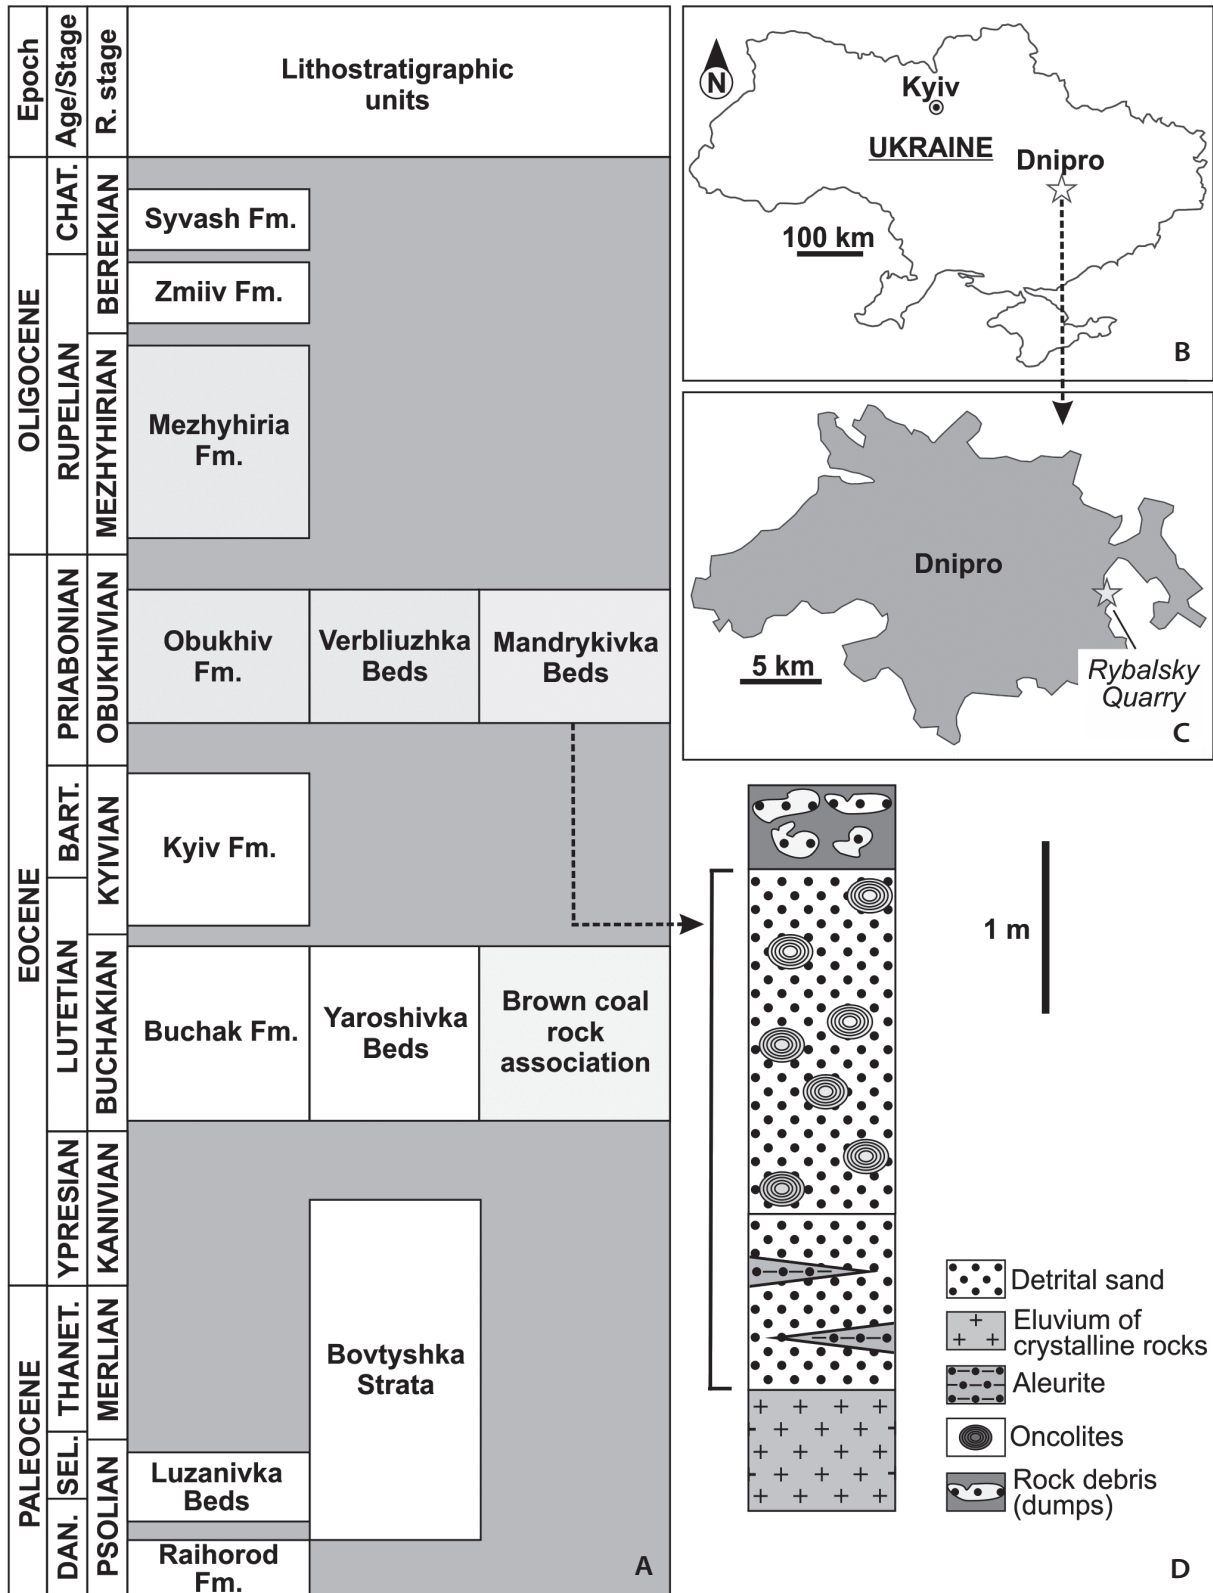 Epoch
Age/Stage
R. stage
Lithostratigraphic
units
OLIGOCENE
CHAT.
RUPELIAN
BEREKIAN
MEZHYHIRIAN
Syvash Fm.
Zmiiv Fm.
Mezhyhiria
Fm.
EOCENE
PRIABONIAN
OBUKHIVIAN
Obukhiv
Fm.
Verbliuzhka
Beds
Mandrykivka
Beds
BART.
KYIVIAN
Kyiv Fm.
LUTETIAN
BUCHAKIAN
Buchak Fm.
Yaroshivka
Beds
Brown coal
rock
association
YPRESIAN
KANIVIAN
PALEOCENE
THANET.
MERLIAN
Bovtyshka
Strata
SEL.
DAN.
PSOLIAN
Luzanivka
Beds
Raihorod
Fm.
A
N
Kyiv
UKRAINE
Dnipro
100 km
B
Dnipro
5 km
Rybalsky
Quarry
C
1 m
Detrital sand
Eluvium of
crystalline rocks
Aleurite
Oncolites
Rock debris
(dumps)
D